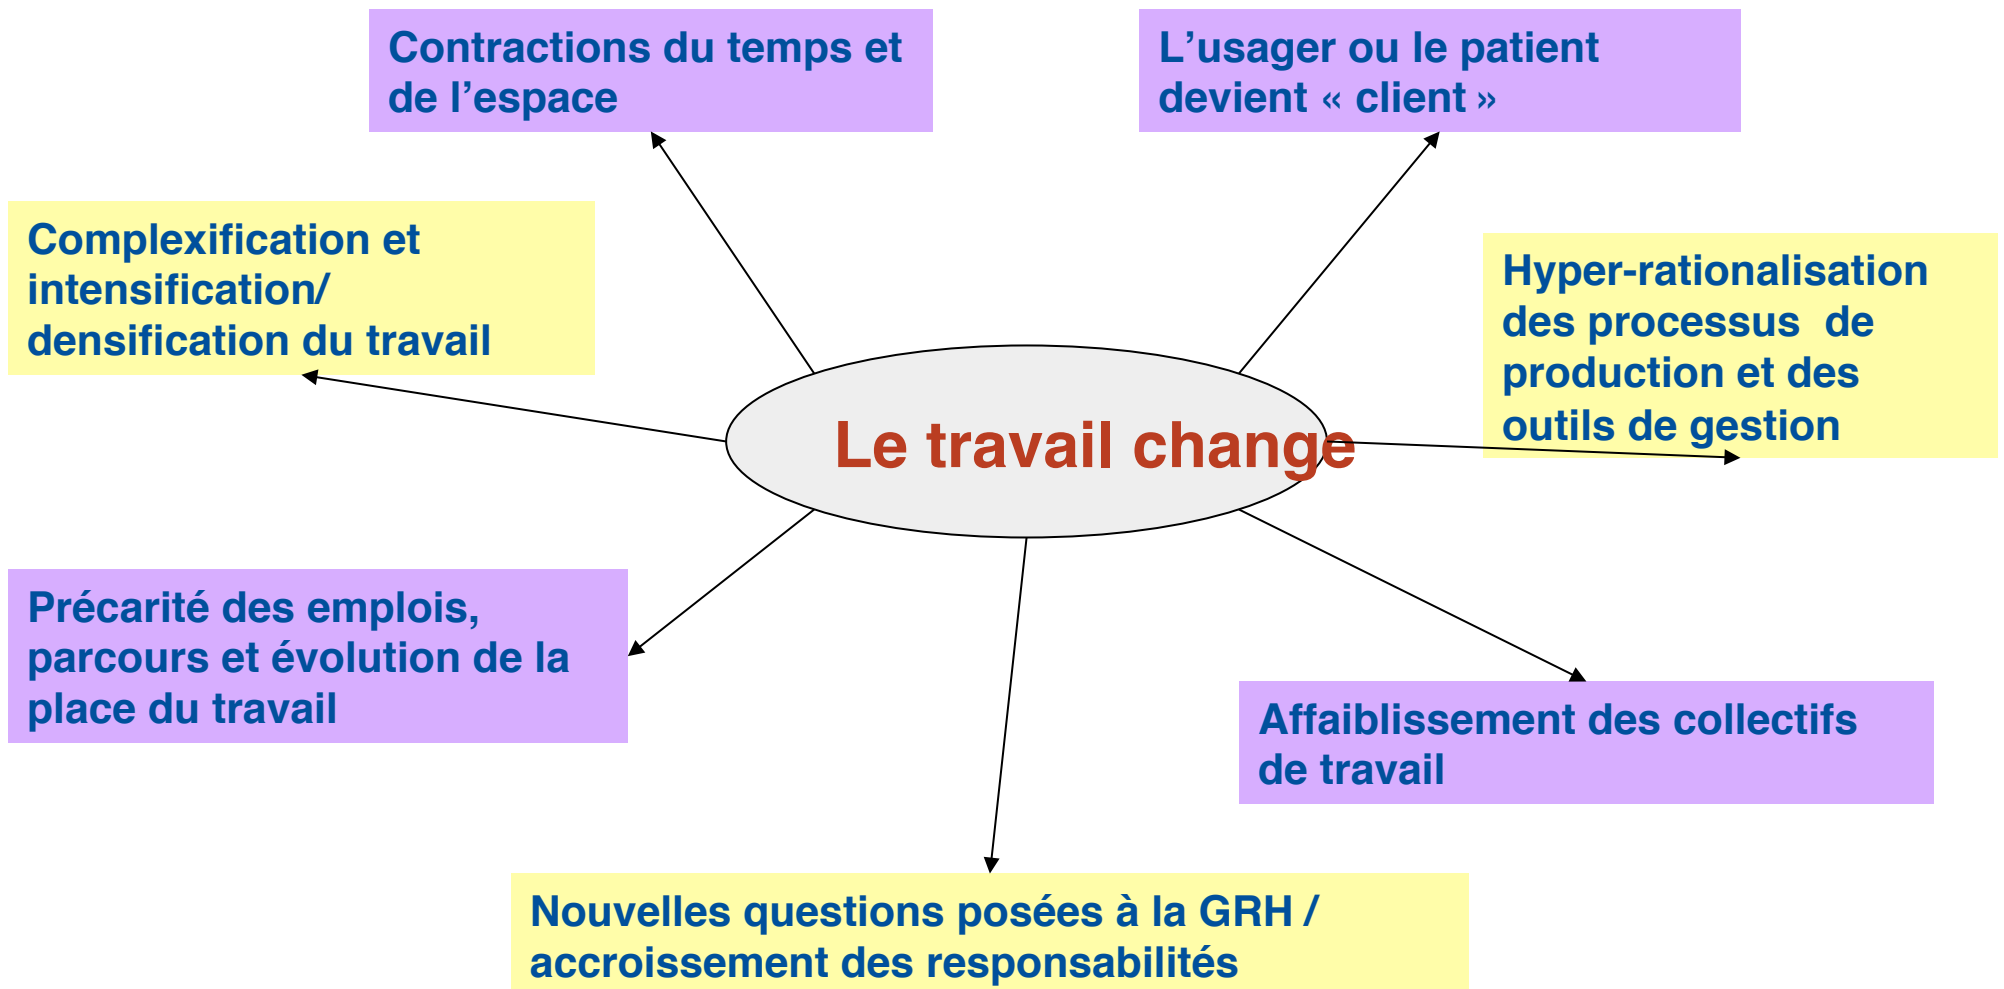 Contractions du temps et
de l’espace
L’usager ou le patient
devient « client »
Complexification et
intensification/
densification du travail
Hyper-rationalisation
des processus  de
production et des
outils de gestion
Le travail change
Précarité des emplois,
parcours et évolution de la
place du travail
Affaiblissement des collectifs
de travail
Nouvelles questions posées à la GRH /
accroissement des responsabilités